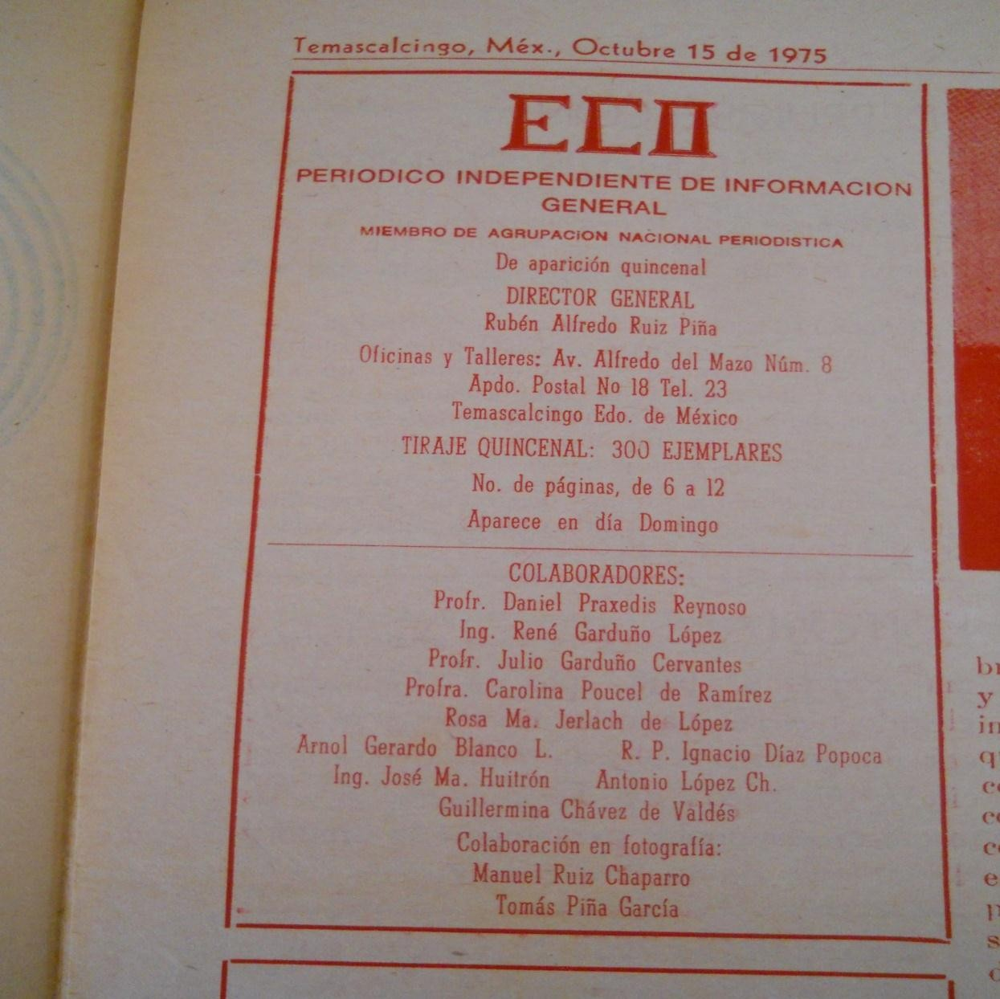 Temascalcingo, Méx., Octubre 15 de 1975
ECO
PERIODICO INDEPENDIENTE DE INFORMACION
GENERAL
MIEMBRO DE AGRUPACiON NACIONAL PERIODISTICA
De aparición quincenal
DIRECTOR GENERAL
Rubén Alfredo Ruiz Piña
Oficinas y Talleres: Av. Alfredo del Mazo Núm. 8
Apdo. Postal No 18 Tel. 23
Temascalcingo Edo. de México
TIRAJE QUINCENAL: 300 EJEMPLARES
No. de páginas, de 6 a 12
Aparece en día Domingo
COLABORADORES:
Profr. Daniel Praxedis Reynoso
Ing. René Garduño López
Profr. Julio Garduño Cervantes
Profra. Carolina Poucel de Ramírez
Rosa Ma. Jerlach de López
Arnol Gerardo Blanco L. R. P. Ignacio Díaz Popoca
Ing. José Ma. Huitrón Antonio López Ch.
Guillermina Chávez de Valdés
Colaboración en fotografía:
Manuel Ruiz Chaparro
Tomás Piña García
y